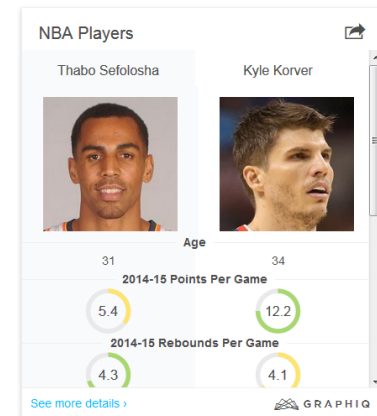 NBA Players
Thabo Sefolosha Kyle Korver
Age
31 34
2014-15 Points Per Game
5.4 12.2
2014-15 Rebounds Per Game
4.3 4.1
See more details › GRAPHIQ